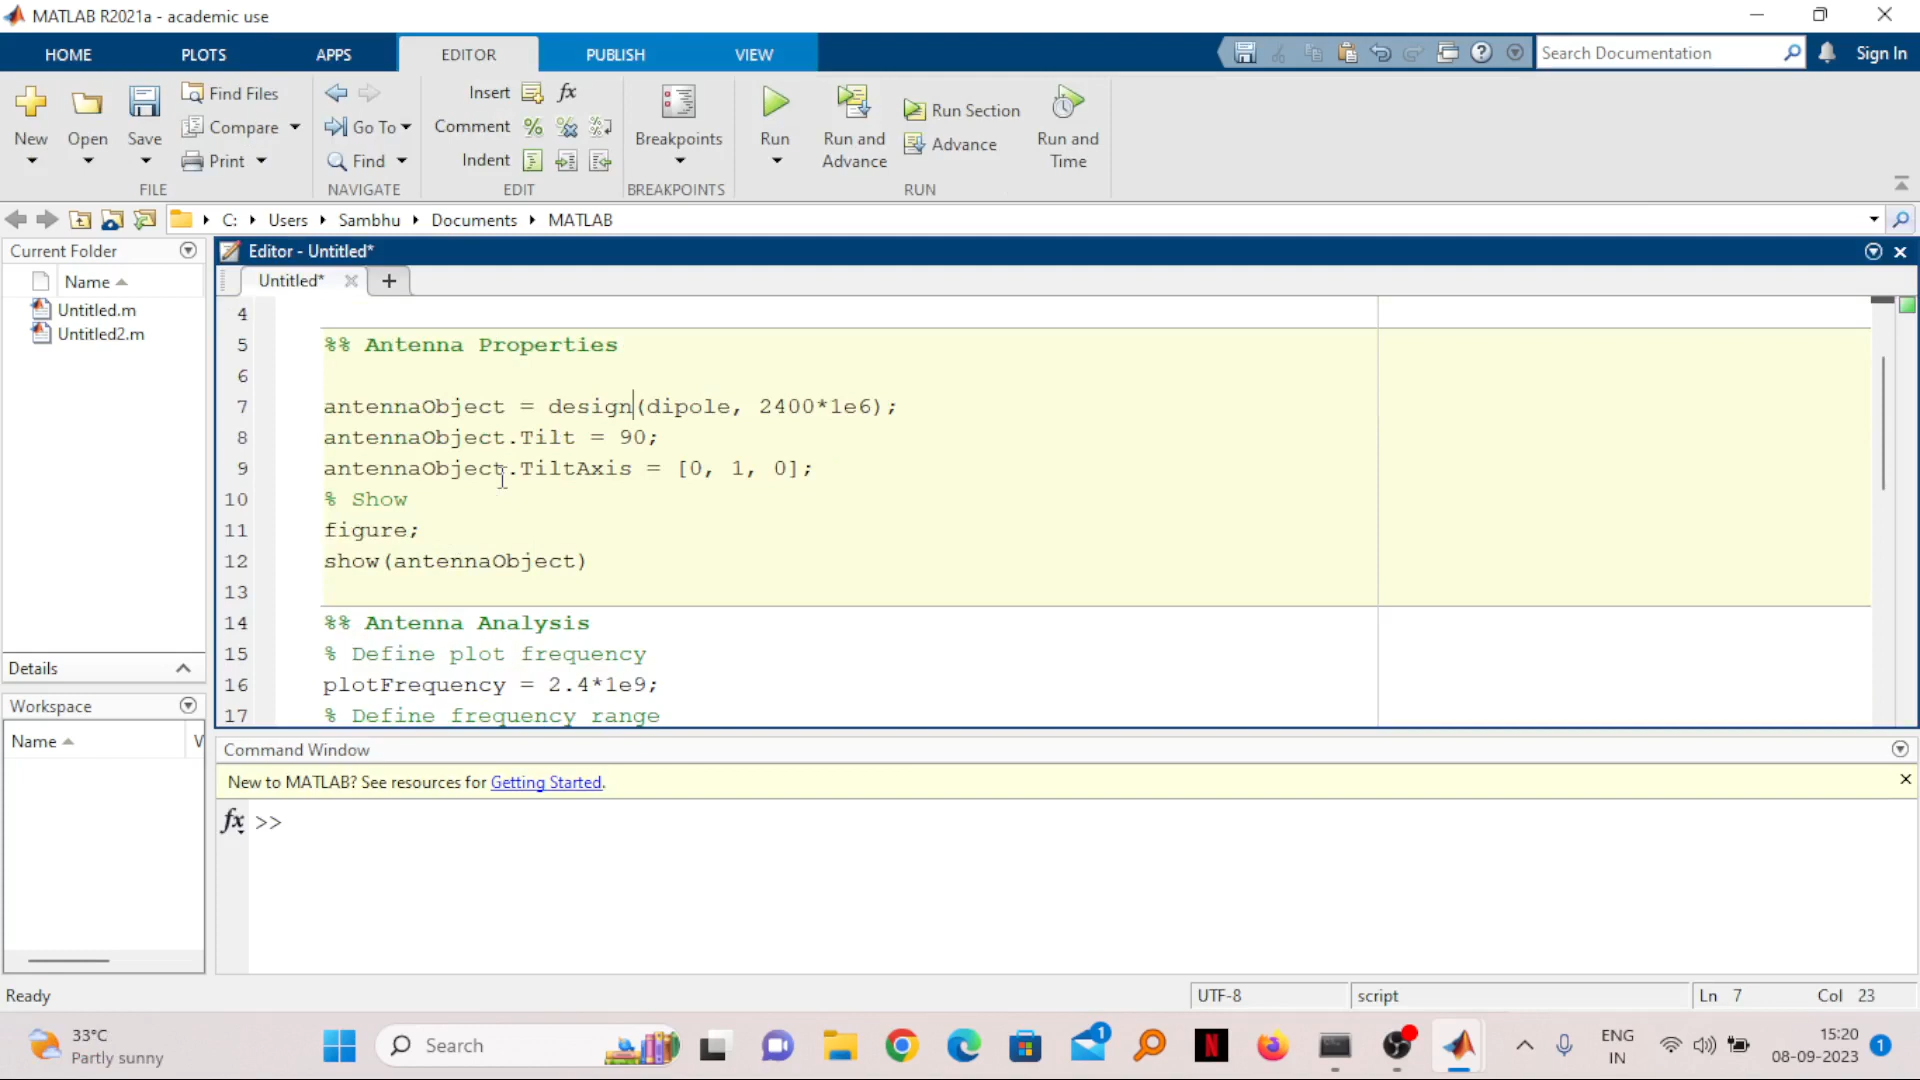 MATLAB R2021a - academic use
HOME PLOTS APPS EDITOR PUBLISH VIEW Search Documentation Sign In
New Open Save Find Files Compare Print FILE
Go To Find NAVIGATE
Insert fx Comment Indent EDIT
Breakpoints BREAKPOINTS
Run Run and Advance Run Section Advance Run and Time RUN
C: Users Sambhu Documents MATLAB
Current Folder
Name
Untitled.m
Untitled2.m
Details
Workspace
Name V
Editor - Untitled*
Untitled* +
4
5 %% Antenna Properties
6
7 antennaObject = design(dipole, 2400*1e6);
8 antennaObject.Tilt = 90;
9 antennaObject.TiltAxis = [0, 1, 0];
10 % Show
11 figure;
12 show(antennaObject)
13
14 %% Antenna Analysis
15 % Define plot frequency
16 plotFrequency = 2.4*1e9;
17 % Define frequency range
Command Window
New to MATLAB? See resources for Getting Started.
fx >>
Ready UTF-8 script Ln 7 Col 23
33°C
Partly sunny
Search
1
N
ENG
IN
15:20
08-09-2023
1